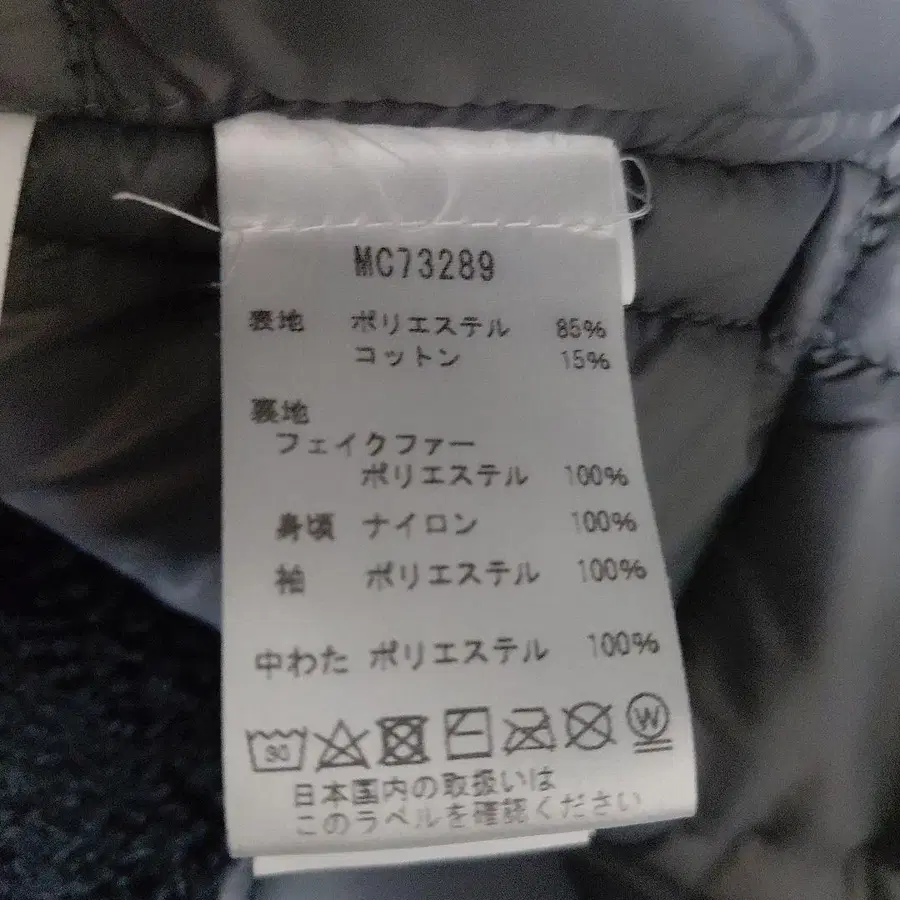 MC73289
表地 ポリエステル 85%
コットン 15%
裏地
フェイクファー
ポリエステル 100%
身頃 ナイロン 100%
袖 ポリエステル 100%
中わた ポリエステル 100%
30 W
日本国内の取扱いは
このラベルを確認ください